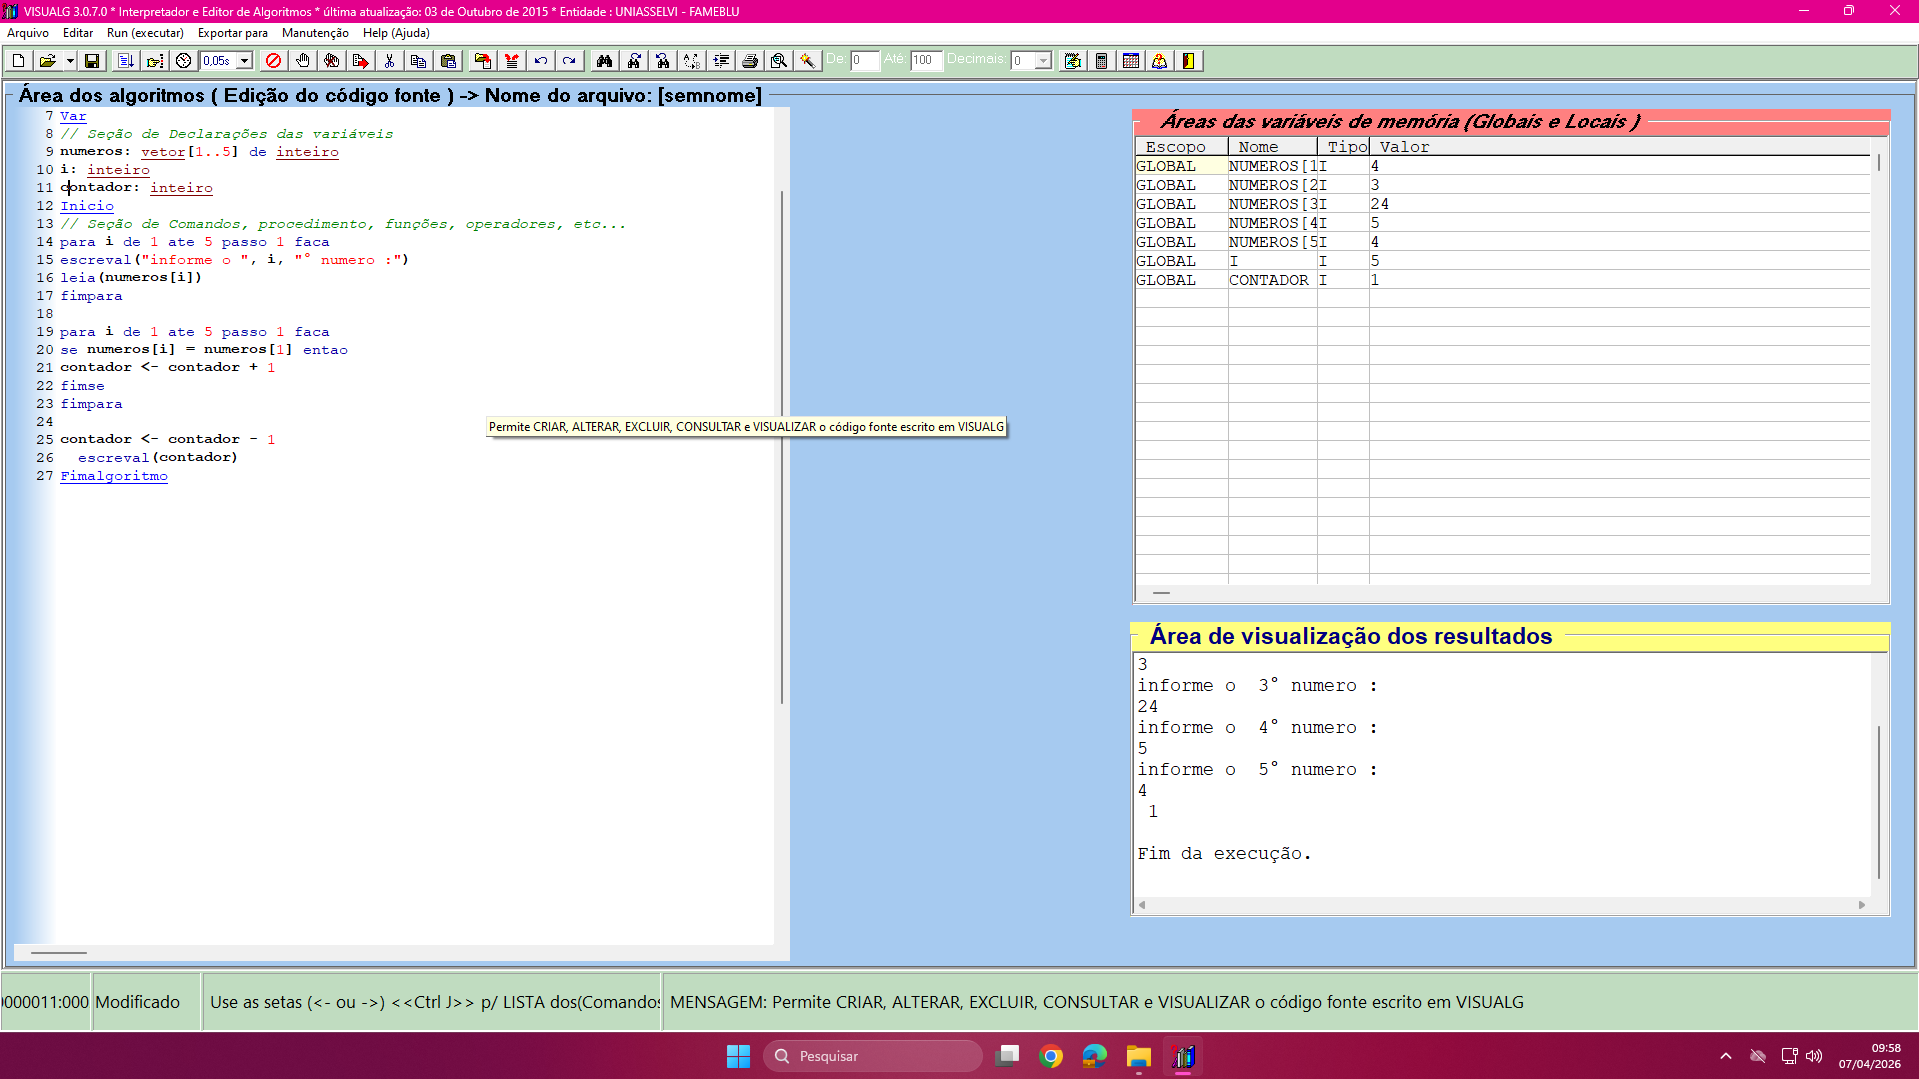 VISUALG 3.0.7.0 * Interpretador e Editor de Algoritmos * última atualização: 03 de Outubro de 2015 * Entidade : UNIASSELVI - FAMEBLU
Arquivo Editar Run (executar) Exportar para Manutenção Help (Ajuda)
0,05s De: 0 Até: 100 Decimais: 0
Área dos algoritmos ( Edição do código fonte ) -> Nome do arquivo: [semnome]
7 Var
8 // Seção de Declarações das variáveis
9 numeros: vetor[1..5] de inteiro
10 i: inteiro
11 contador: inteiro
12 Inicio
13 // Seção de Comandos, procedimento, funções, operadores, etc...
14 para i de 1 ate 5 passo 1 faca
15 escreval("informe o ", i, "° numero :")
16 leia(numeros[i])
17 fimpara
18
19 para i de 1 ate 5 passo 1 faca
20 se numeros[i] = numeros[1] entao
21 contador <- contador + 1
22 fimse
23 fimpara
24
25 contador <- contador - 1
26 escreval(contador)
27 Fimalgoritmo
Permite CRIAR, ALTERAR, EXCLUIR, CONSULTAR e VISUALIZAR o código fonte escrito em VISUALG
Áreas das variáveis de memória (Globais e Locais )
Escopo Nome Tipo Valor
GLOBAL NUMEROS[1 I 4
GLOBAL NUMEROS[2 I 3
GLOBAL NUMEROS[3 I 24
GLOBAL NUMEROS[4 I 5
GLOBAL NUMEROS[5 I 4
GLOBAL I I 5
GLOBAL CONTADOR I 1
Área de visualização dos resultados
3
informe o 3° numero :
24
informe o 4° numero :
5
informe o 5° numero :
4
1
Fim da execução.
0000011:000 Modificado Use as setas (<- ou ->) <<Ctrl J>> p/ LISTA dos(Comandos MENSAGEM: Permite CRIAR, ALTERAR, EXCLUIR, CONSULTAR e VISUALIZAR o código fonte escrito em VISUALG
Pesquisar
09:58
07/04/2026